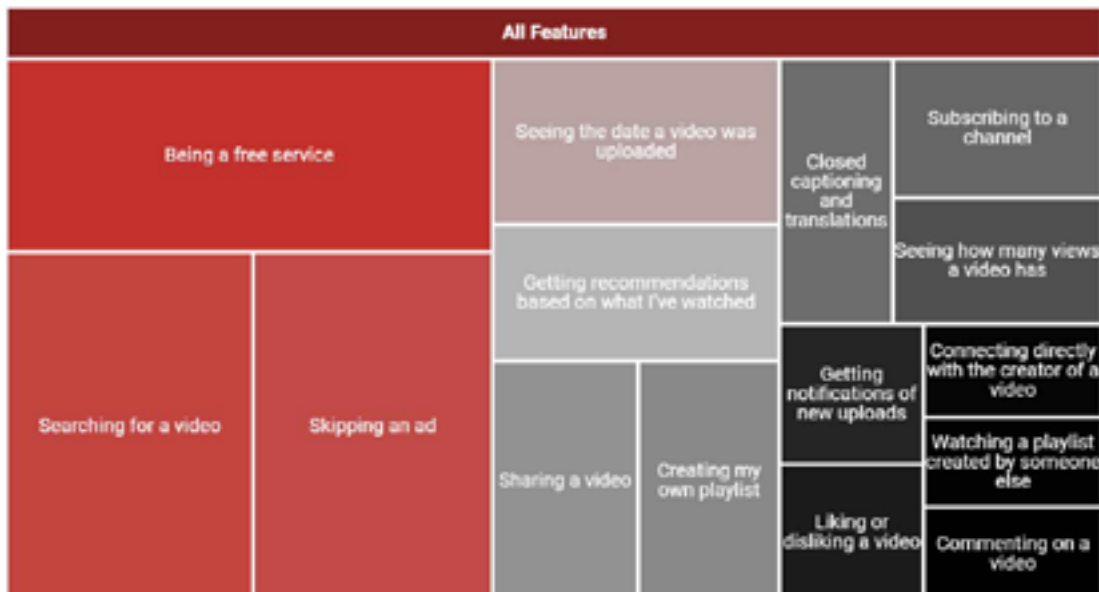 All Features
Being a free service
Searching for a video
Skipping an ad
Seeing the date a video was
uploaded
Getting recommendations
based on what I've watched
Sharing a video
Creating my
own playlist
Closed
captioning
and
translations
Subscribing to a
channel
Seeing how many views
a video has
Getting
notifications of
new uploads
Liking or
disliking a video
Connecting directly
with the creator of a
video
Watching a playlist
created by someone
else
Commenting on a
video